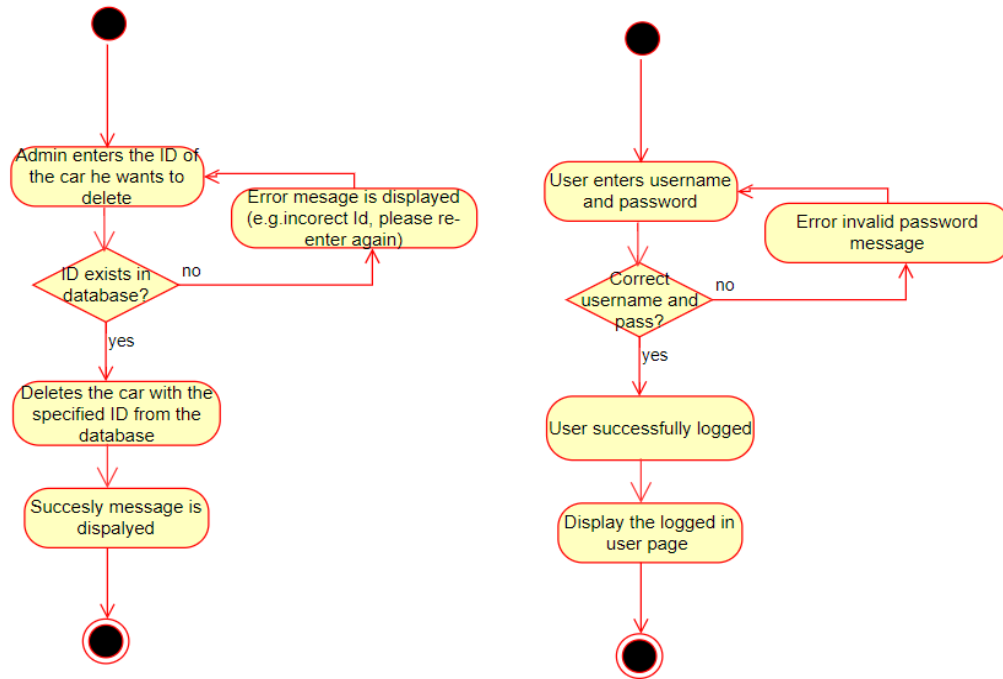 Admin enters the ID of
the car he wants to
delete
Error mesage is displayed
(e.g.incorect Id, please re-
enter again)
ID exists in
database?
no
yes
Deletes the car with the
specified ID from the
database
Succesly message is
dispalyed
User enters username
and password
Error invalid password
message
Correct
username and
pass?
no
yes
User successfully logged
Display the logged in
user page